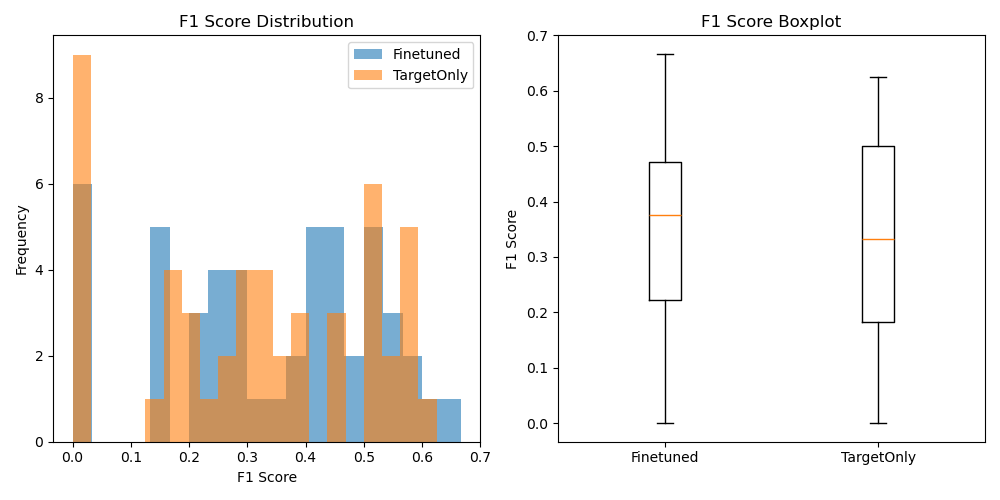 F1 Score Distribution
Finetuned
TargetOnly
Frequency
8
6
4
2
0
0.0 0.1 0.2 0.3 0.4 0.5 0.6 0.7
F1 Score
F1 Score Boxplot
F1 Score
0.7
0.6
0.5
0.4
0.3
0.2
0.1
0.0
Finetuned TargetOnly